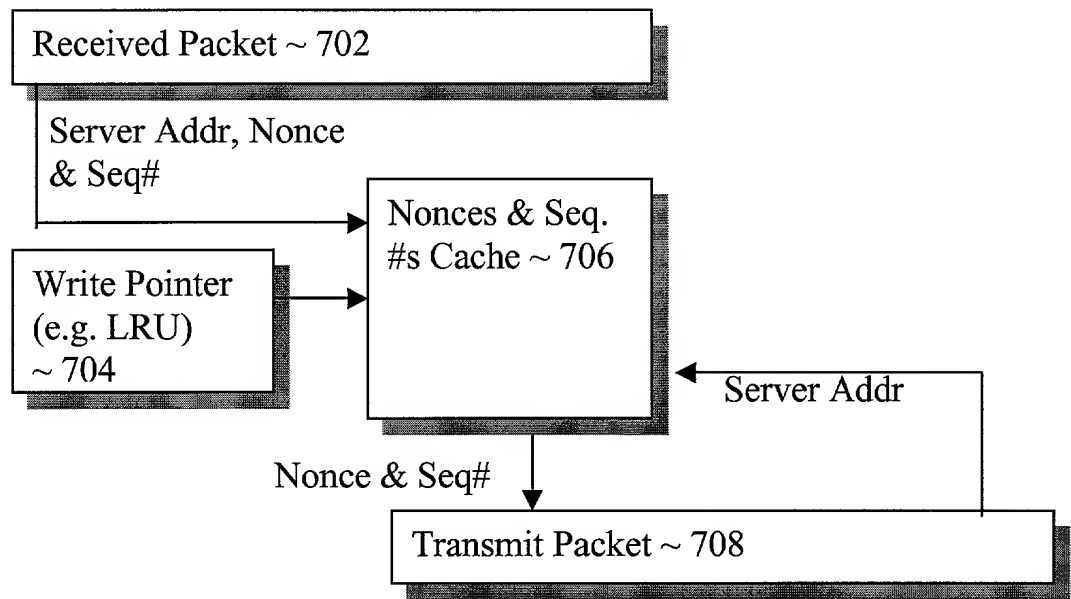 Received Packet ~ 702
Server Addr, Nonce
& Seq#
Nonces & Seq.
#s Cache ~ 706
Write Pointer
(e.g. LRU)
~ 704
Server Addr
Nonce & Seq#
Transmit Packet ~ 708